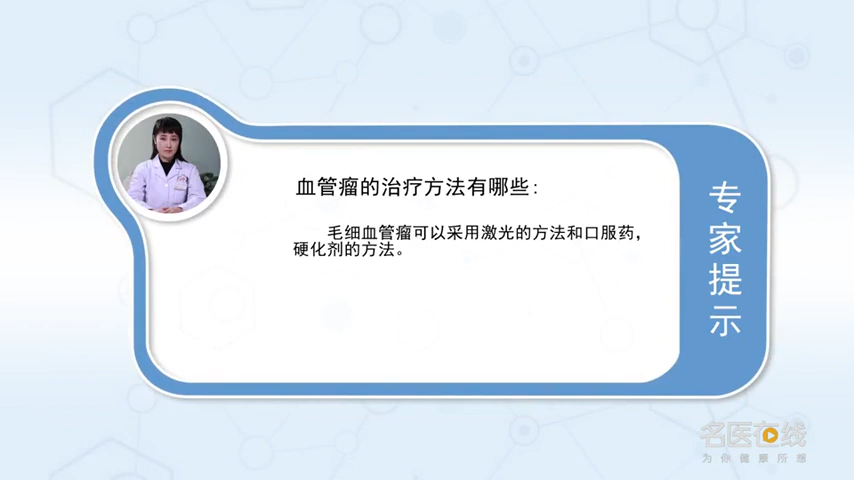 血管瘤的治疗方法有哪些：
毛细血管瘤可以采用激光的方法和口服药，
硬化剂的方法。
专家提示
名医在线
为你健康所想